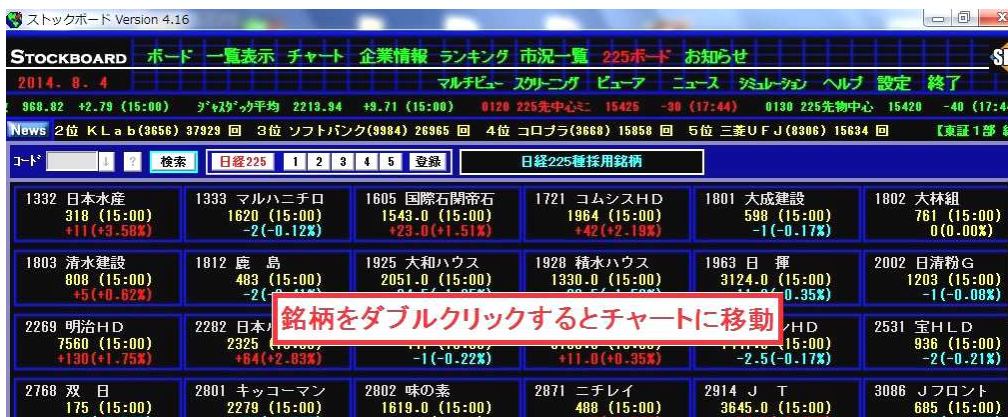 ストックボード Version 4.16
STOCKBOARD ボード 一覧表示 チャート 企業情報 ランキング 市況一覧 225ボード お知らせ
2014. 8. 4 マルチビュー スクリーニング ビューア ニュース シミュレーション ヘルプ 設定 終了
968.82 +2.79 (15:00) ジャスダック平均 2213.94 +9.71 (15:00) 0120 225先中心ミニ 15425 -30 (17:44) 0130 225先物中心 15420 -40 (17:4
News 2位 KLab(3656) 37929 回 3位 ソフトバンク(9984) 26965 回 4位 コロプラ(3668) 15858 回 5位 三菱UFJ(8306) 15634 回 【東証1部
コード ↓ ? 検索 日経225 1 2 3 4 5 登録 日経225種採用銘柄
1332 日本水産 1333 マルハニチロ 1605 国際石開帝石 1721 コムシスHD 1801 大成建設 1802 大林組
318 (15:00) 1620 (15:00) 1543.0 (15:00) 1964 (15:00) 598 (15:00) 761 (15:00)
+11(+3.58%) -2(-0.12%) +23.0(+1.51%) +42(+2.19%) -1(-0.17%) 0(0.00%)
1803 清水建設 1812 鹿 島 1925 大和ハウス 1928 積水ハウス 1963 日 揮 2002 日清粉G
808 (15:00) 483 (15:00) 2051.0 (15:00) 1330.0 (15:00) 3124.0 (15:00) 1203 (15:00)
+5(+0.62%) -2(- 0.35%) -1(-0.08%)
銘柄をダブルクリックするとチャートに移動
2269 明治HD 2282 日本 HD 2531 宝HLD
7560 (15:00) 2325 15:00) 936 (15:00)
+130(+1.75%) +64(+2.83%) -1(-0.22%) +11.0(+0.35%) -2.5(-0.17%) -2(-0.21%)
2768 双 日 2801 キッコーマン 2802 味の素 2871 ニチレイ 2914 J T 3086 Jフロント
175 (15:00) 2279 (15:00) 1619.0 (15:00) 488 (15:00) 3645.0 (15:00) 685 (15:00)